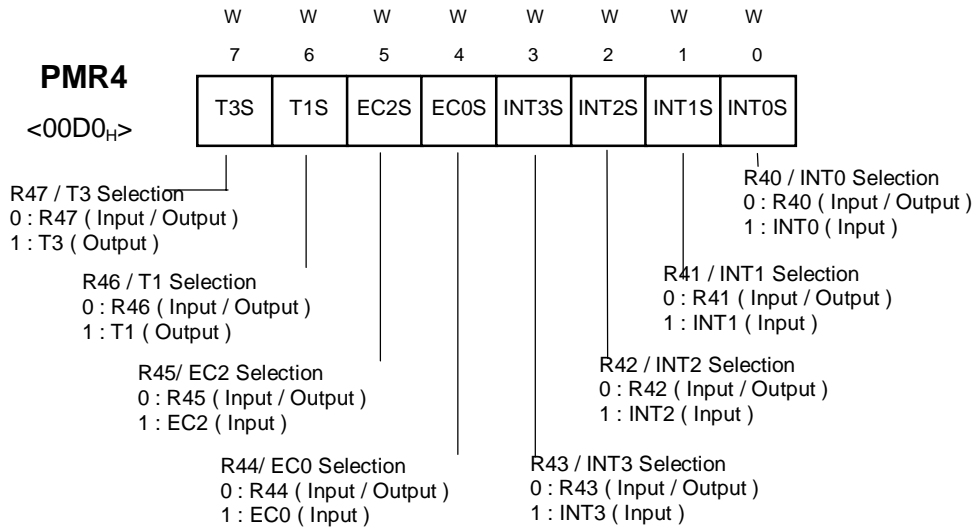 W W W W W W W W
7 6 5 4 3 2 1 0
PMR4
<00D0H>
T3S T1S EC2S EC0S INT3S INT2S INT1S INT0S
R47 / T3 Selection
0 : R47 ( Input / Output )
1 : T3 ( Output )
R40 / INT0 Selection
0 : R40 ( Input / Output )
1 : INT0 ( Input )
R46 / T1 Selection
0 : R46 ( Input / Output )
1 : T1 ( Output )
R41 / INT1 Selection
0 : R41 ( Input / Output )
1 : INT1 ( Input )
R45/ EC2 Selection
0 : R45 ( Input / Output )
1 : EC2 ( Input )
R42 / INT2 Selection
0 : R42 ( Input / Output )
1 : INT2 ( Input )
R44/ EC0 Selection
0 : R44 ( Input / Output )
1 : EC0 ( Input )
R43 / INT3 Selection
0 : R43 ( Input / Output )
1 : INT3 ( Input )